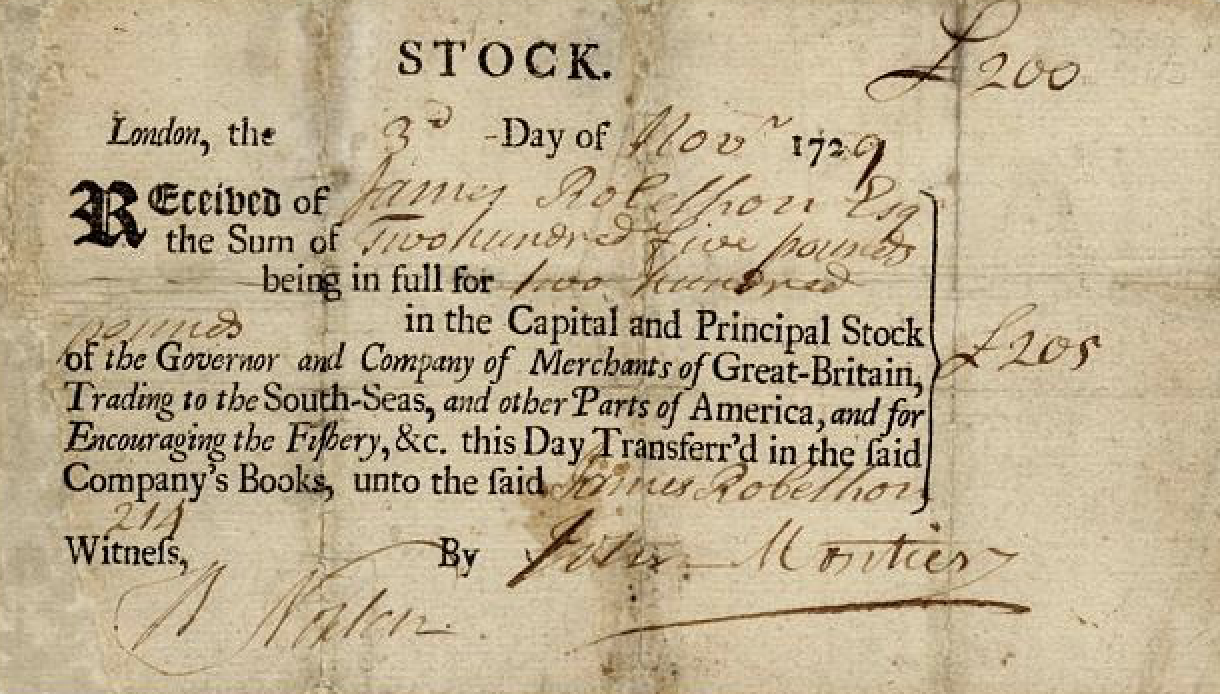 STOCK. £200
London, the 3d - Day of Novr 1729
REceived of James Robethon Esq
the Sum of Two hundred five pounds
being in full for two hundred
pounds in the Capital and Principal Stock
of the Governor and Company of Merchants of Great-Britain, £205
Trading to the South-Seas, and other Parts of America, and for
Encouraging the Fiſhery, &c. this Day Tranſferr'd in the ſaid
Company's Books, unto the ſaid James Robethon
214
Witneſs, By John Montier